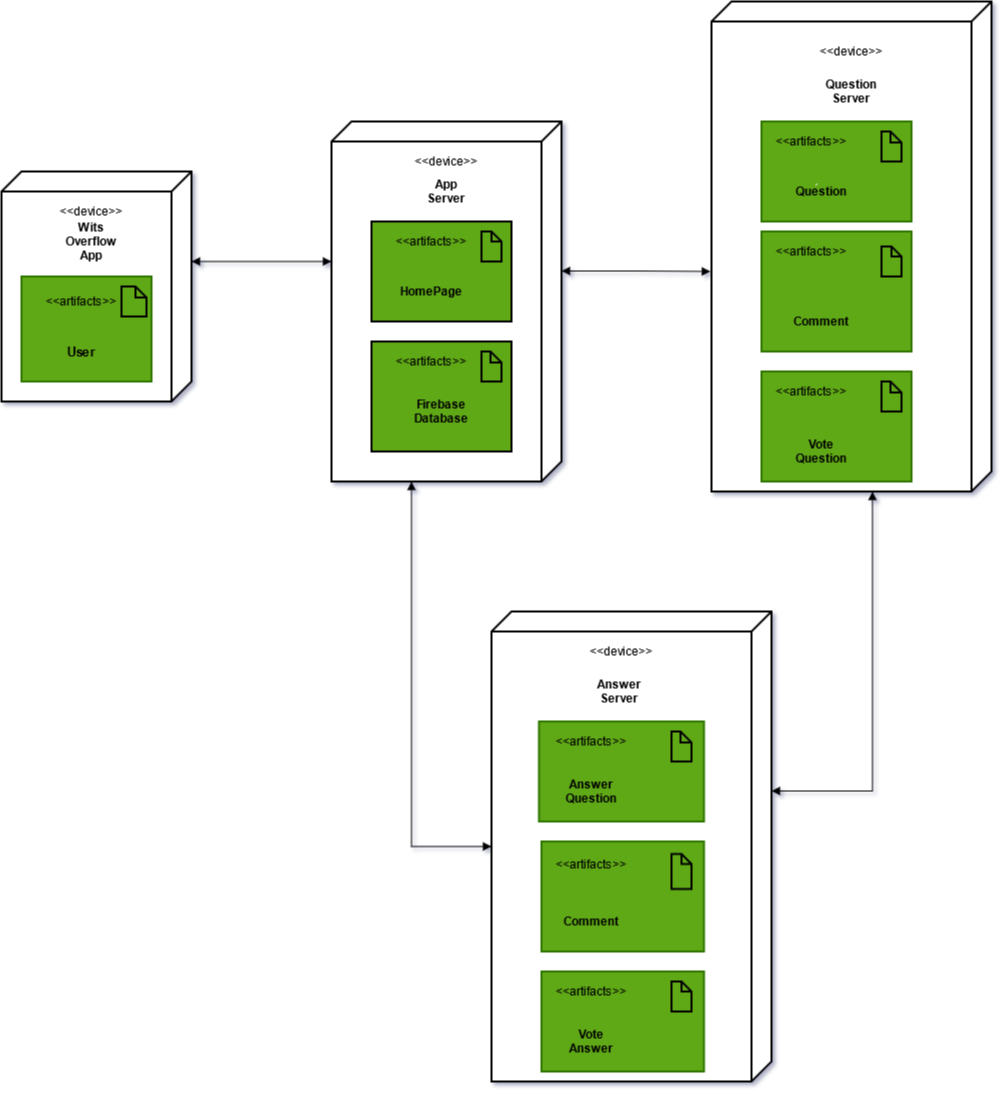 <<device>>
Wits
Overflow
App
<<artifacts>>
User
<<device>>
App
Server
<<artifacts>>
HomePage
<<artifacts>>
Firebase
Database
<<device>>
Question
Server
<<artifacts>>
Question
<<artifacts>>
Comment
<<artifacts>>
Vote
Question
<<device>>
Answer
Server
<<artifacts>>
Answer
Question
<<artifacts>>
Comment
<<artifacts>>
Vote
Answer